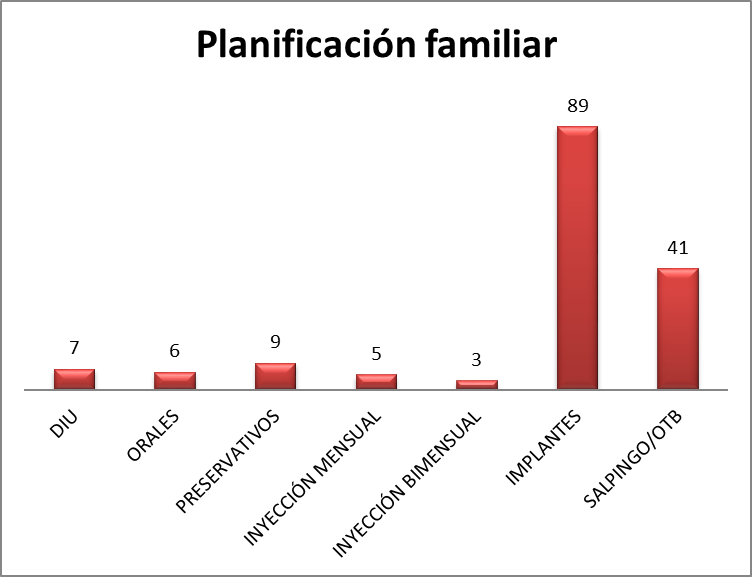 Planificación familiar
89
41
7
6
9
5
3
DIU
ORALES
PRESERVATIVOS
INYECCIÓN MENSUAL
INYECCIÓN BIMENSUAL
IMPLANTES
SALPINGO/OTB